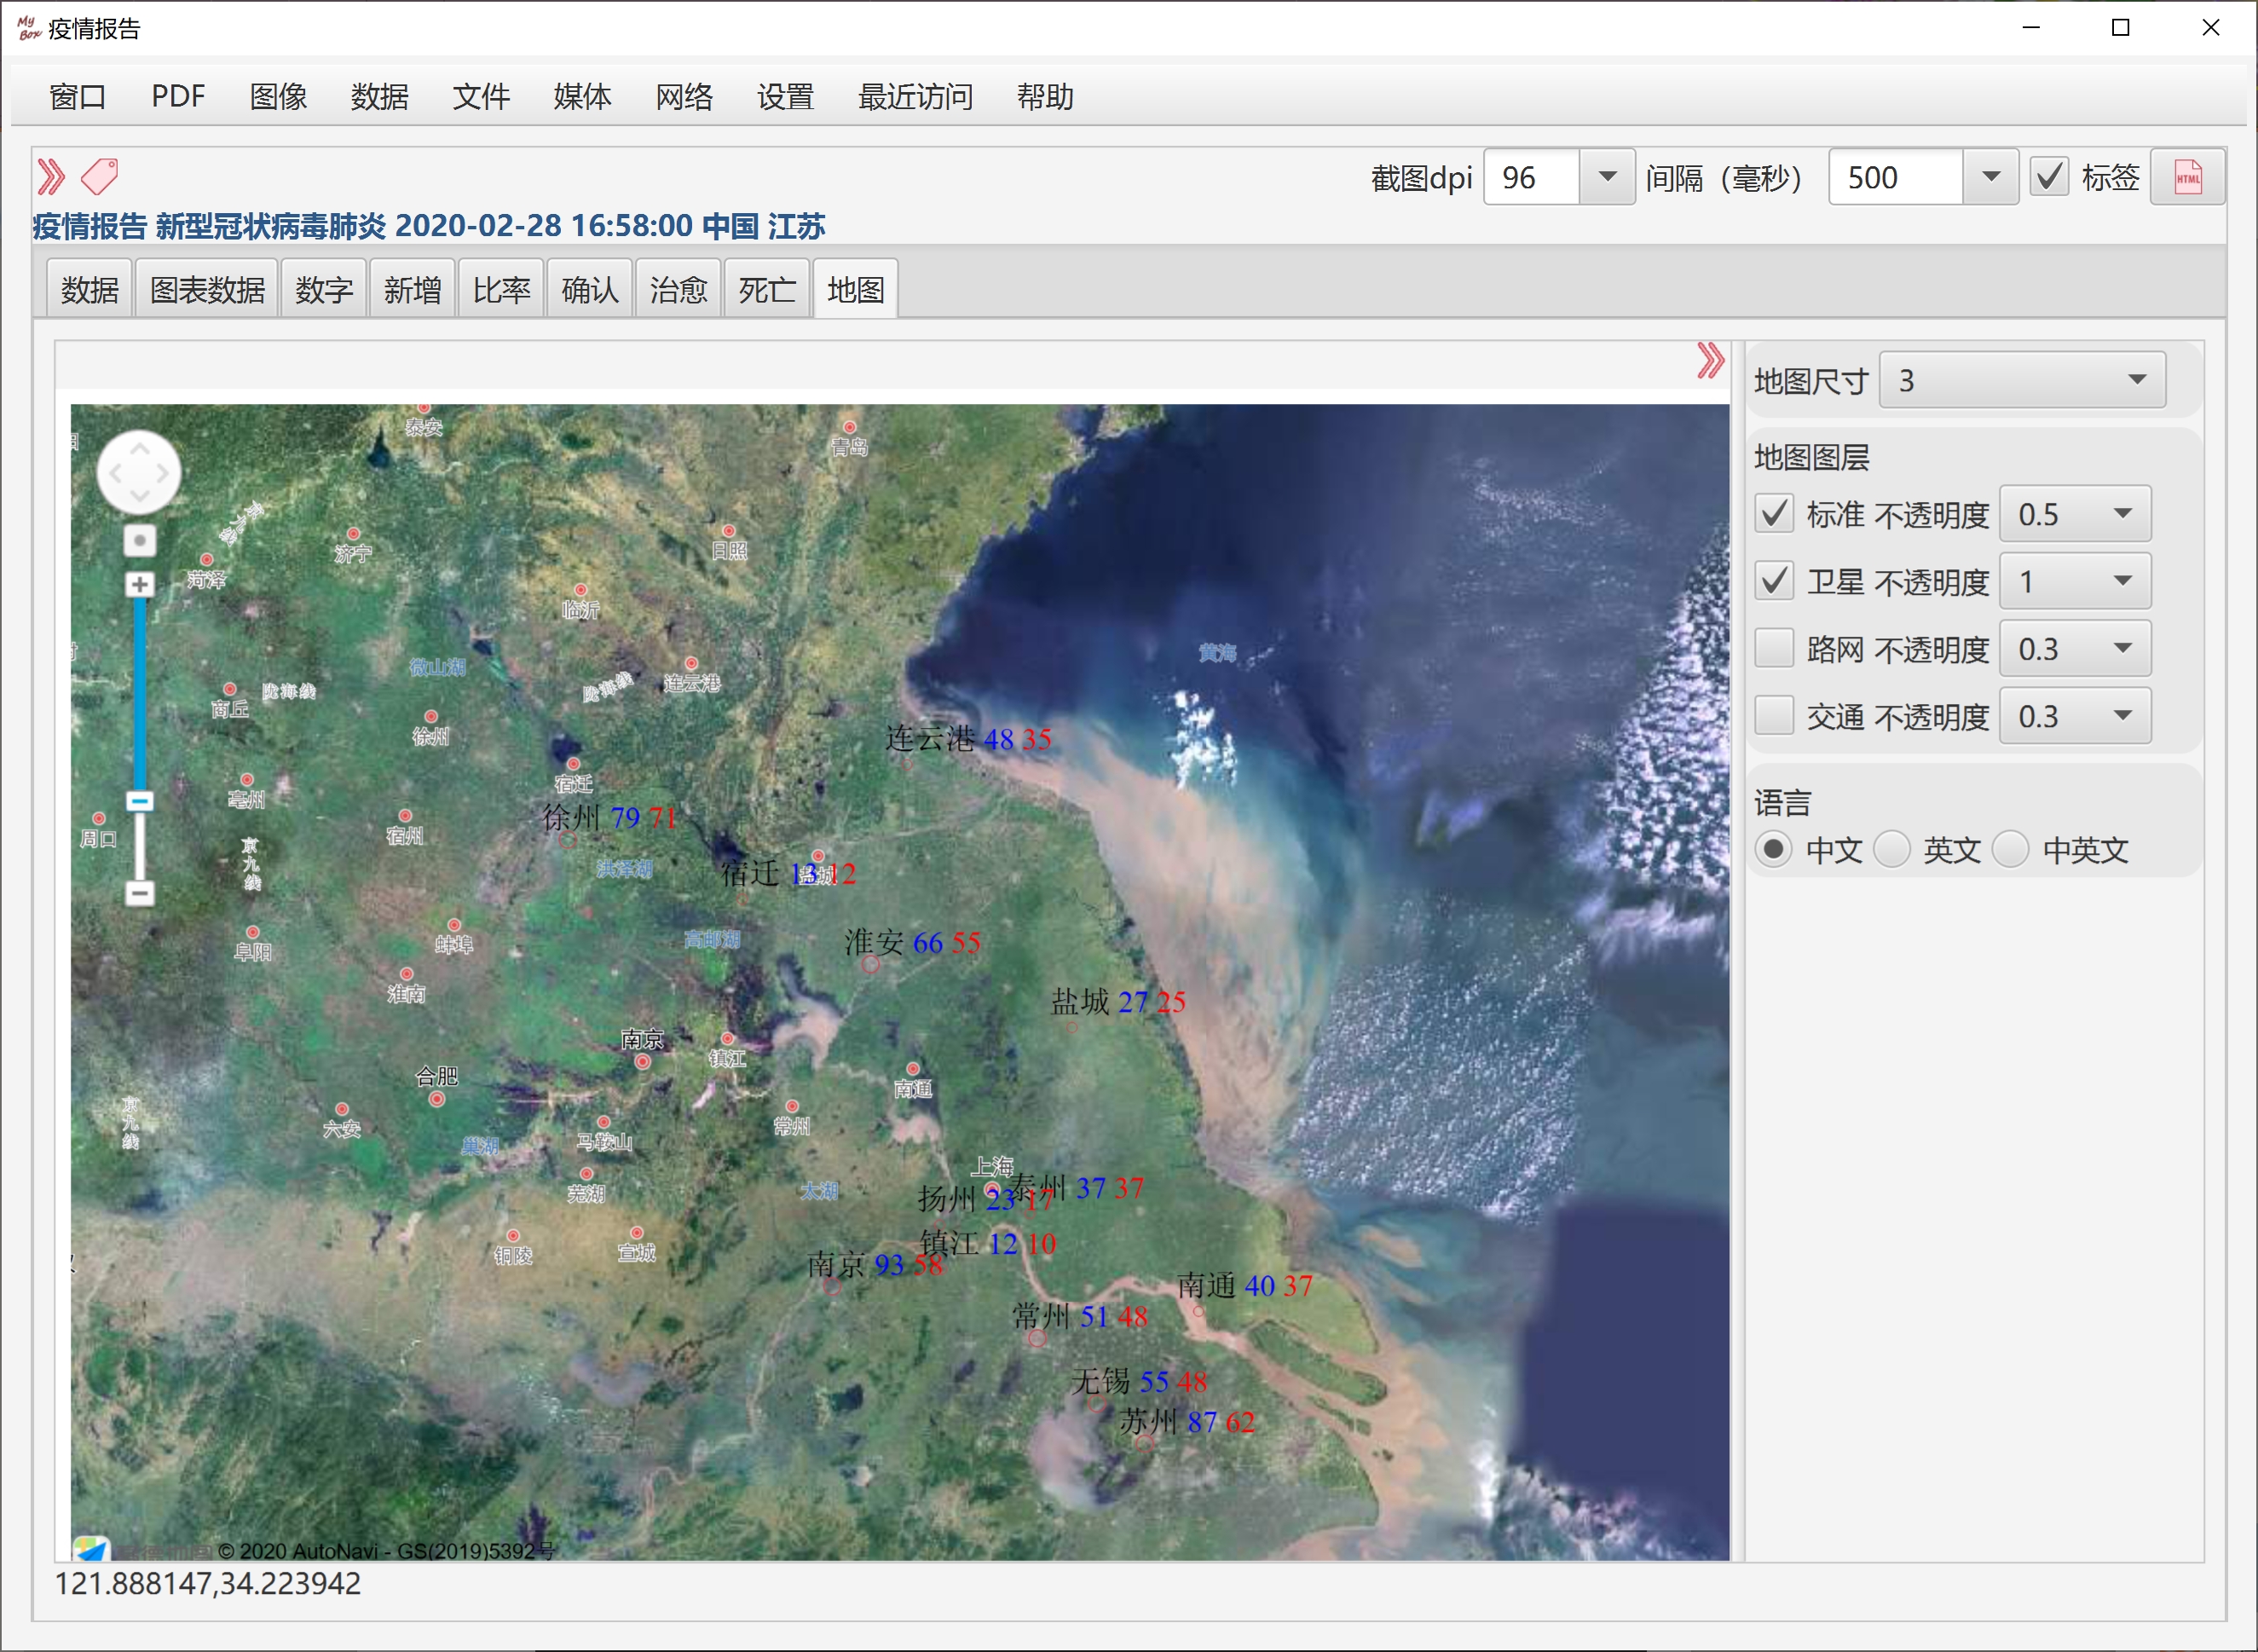 My Box 疫情报告
窗口 PDF 图像 数据 文件 媒体 网络 设置 最近访问 帮助
截图dpi 96 间隔（毫秒） 500 标签 HTML
疫情报告 新型冠状病毒肺炎 2020-02-28 16:58:00 中国 江苏
数据 图表数据 数字 新增 比率 确认 治愈 死亡 地图
地图尺寸 3
地图图层
标准 不透明度 0.5
卫星 不透明度 1
路网 不透明度 0.3
交通 不透明度 0.3
语言
中文 英文 中英文
泰安
青岛
京九线
日照
济宁
菏泽
临沂
黄海
微山湖
连云港
陇海线
陇海线
商丘
徐州
连云港 48 35
宿迁
亳州
徐州 79 71
宿州
周口
京九线
洪泽湖
宿迁 13 12
盐城
阜阳
蚌埠
高邮湖
淮安 66 55
淮南
盐城 27 25
南京
镇江
合肥
南通
京九线
六安
常州
巢湖
马鞍山
上海
芜湖
太湖
泰州 37 37
扬州 23 17
铜陵
宣城
镇江 12 10
南京 93 58
南通 40 37
常州 51 48
无锡 55 48
苏州 87 62
© 2020 AutoNavi - GS(2019)5392号
121.888147,34.223942